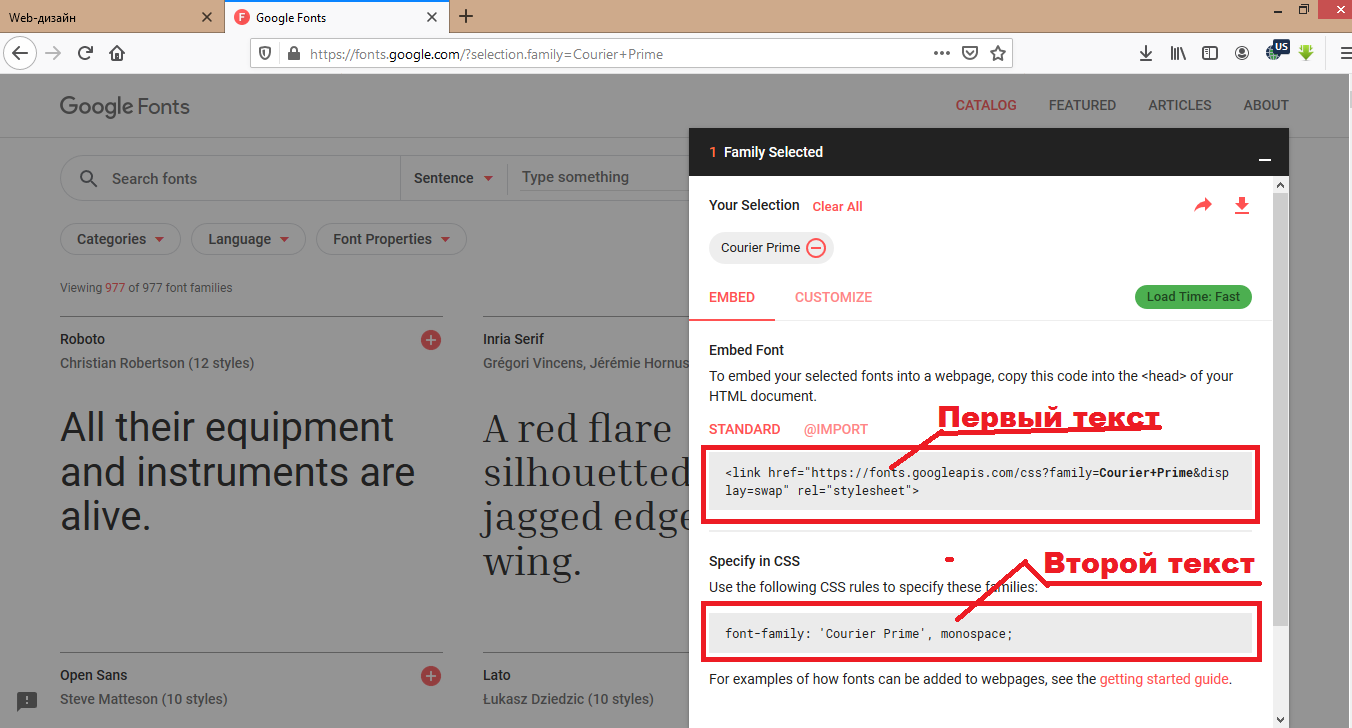 Web-дизайн
Google Fonts
https://fonts.google.com/?selection.family=Courier+Prime
US
Google Fonts
CATALOG FEATURED ARTICLES ABOUT
1 Family Selected
Search fonts Sentence Type something
Your Selection Clear All
Courier Prime
Categories Language Font Properties
Viewing 977 of 977 font families
EMBED CUSTOMIZE Load Time: Fast
Roboto
Christian Robertson (12 styles)
All their equipment
and instruments are
alive.
Inria Serif
Grégori Vincens, Jérémie Hornus
A red flare
silhouetted
jagged edge
wing.
Embed Font
To embed your selected fonts into a webpage, copy this code into the <head> of your
HTML document.
Первый текст
STANDARD @IMPORT
<link href="https://fonts.googleapis.com/css?family=Courier+Prime&disp
lay=swap" rel="stylesheet">
Specify in CSS
Второй текст
Use the following CSS rules to specify these families:
font-family: 'Courier Prime', monospace;
For examples of how fonts can be added to webpages, see the getting started guide.
Open Sans
Steve Matteson (10 styles)
Lato
Łukasz Dziedzic (10 styles)